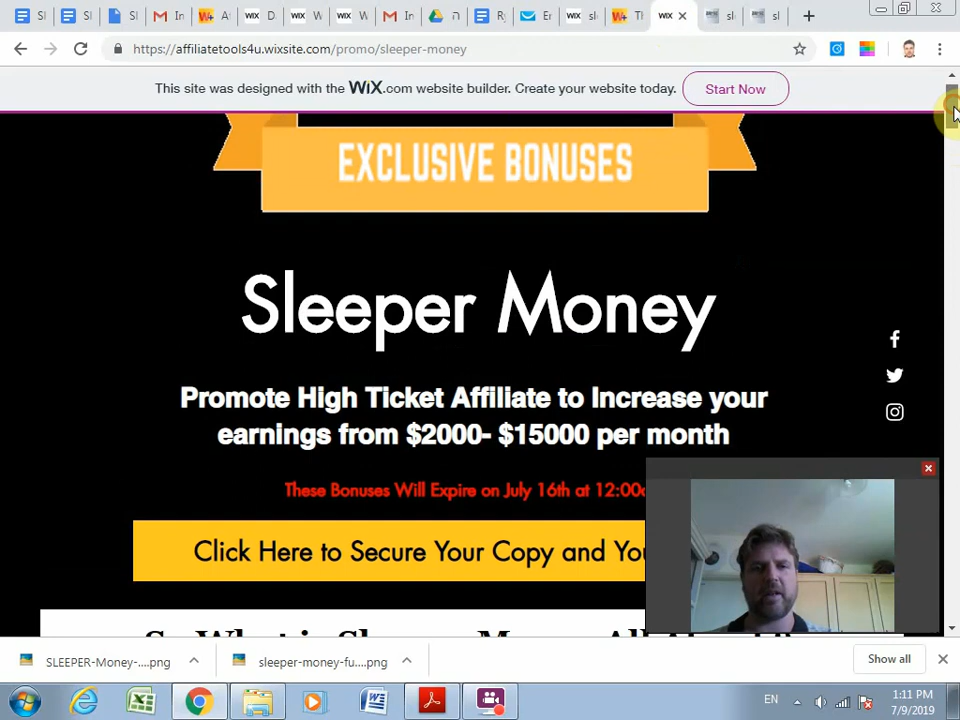 https://affiliatetools4u.wixsite.com/promo/sleeper-money
This site was designed with the WiX.com website builder. Create your website today.
Start Now
EXCLUSIVE BONUSES
Sleeper Money
Promote High Ticket Affiliate to Increase your
earnings from $2000- $15000 per month
These Bonuses Will Expire on July 16th at 12:00
Click Here to Secure Your Copy and
SLEEPER-Money-....png
sleeper-money-fu....png
Show all
EN
1:11 PM
7/9/2019